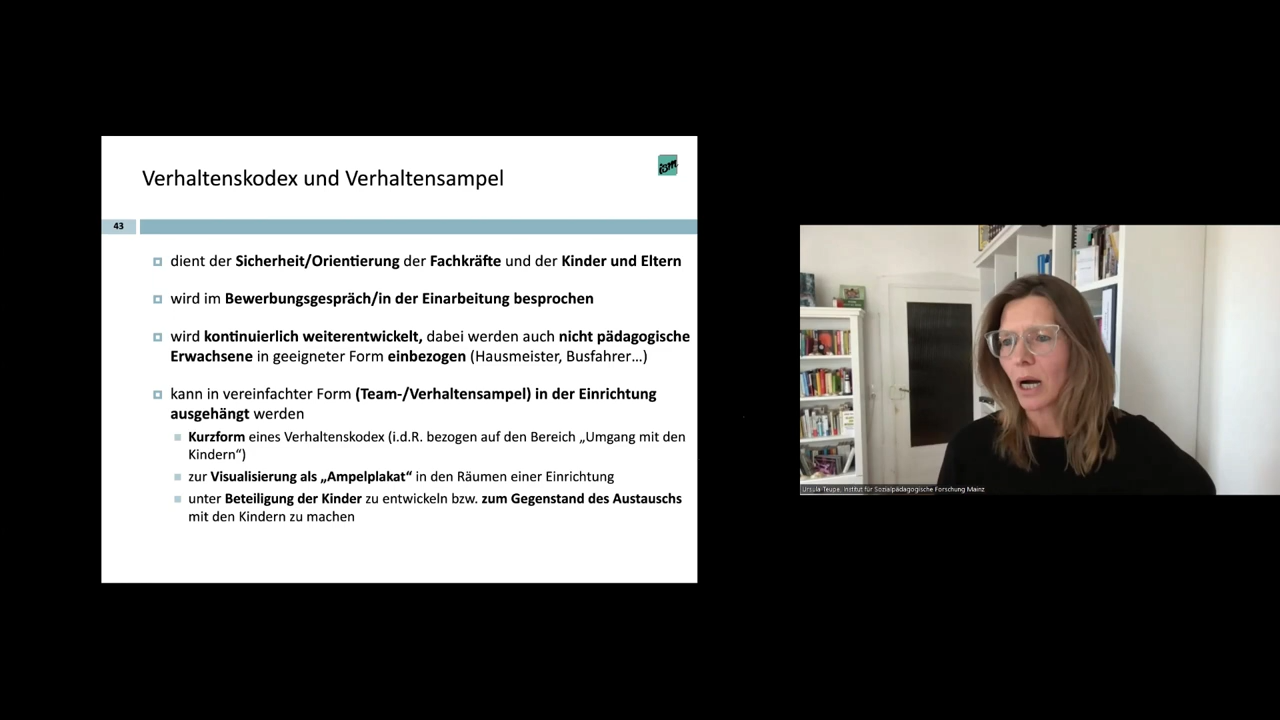 Verhaltenskodex und Verhaltensampel
ism
43
dient der Sicherheit/Orientierung der Fachkräfte und der Kinder und Eltern
wird im Bewerbungsgespräch/in der Einarbeitung besprochen
wird kontinuierlich weiterentwickelt, dabei werden auch nicht pädagogische
Erwachsene in geeigneter Form einbezogen (Hausmeister, Busfahrer…)
kann in vereinfachter Form (Team-/Verhaltensampel) in der Einrichtung
ausgehängt werden
Kurzform eines Verhaltenskodex (i.d.R. bezogen auf den Bereich „Umgang mit den
Kindern“)
zur Visualisierung als „Ampelplakat“ in den Räumen einer Einrichtung
unter Beteiligung der Kinder zu entwickeln bzw. zum Gegenstand des Austauschs
mit den Kindern zu machen
Ursula Teupe, Institut für Sozialpädagogische Forschung Mainz